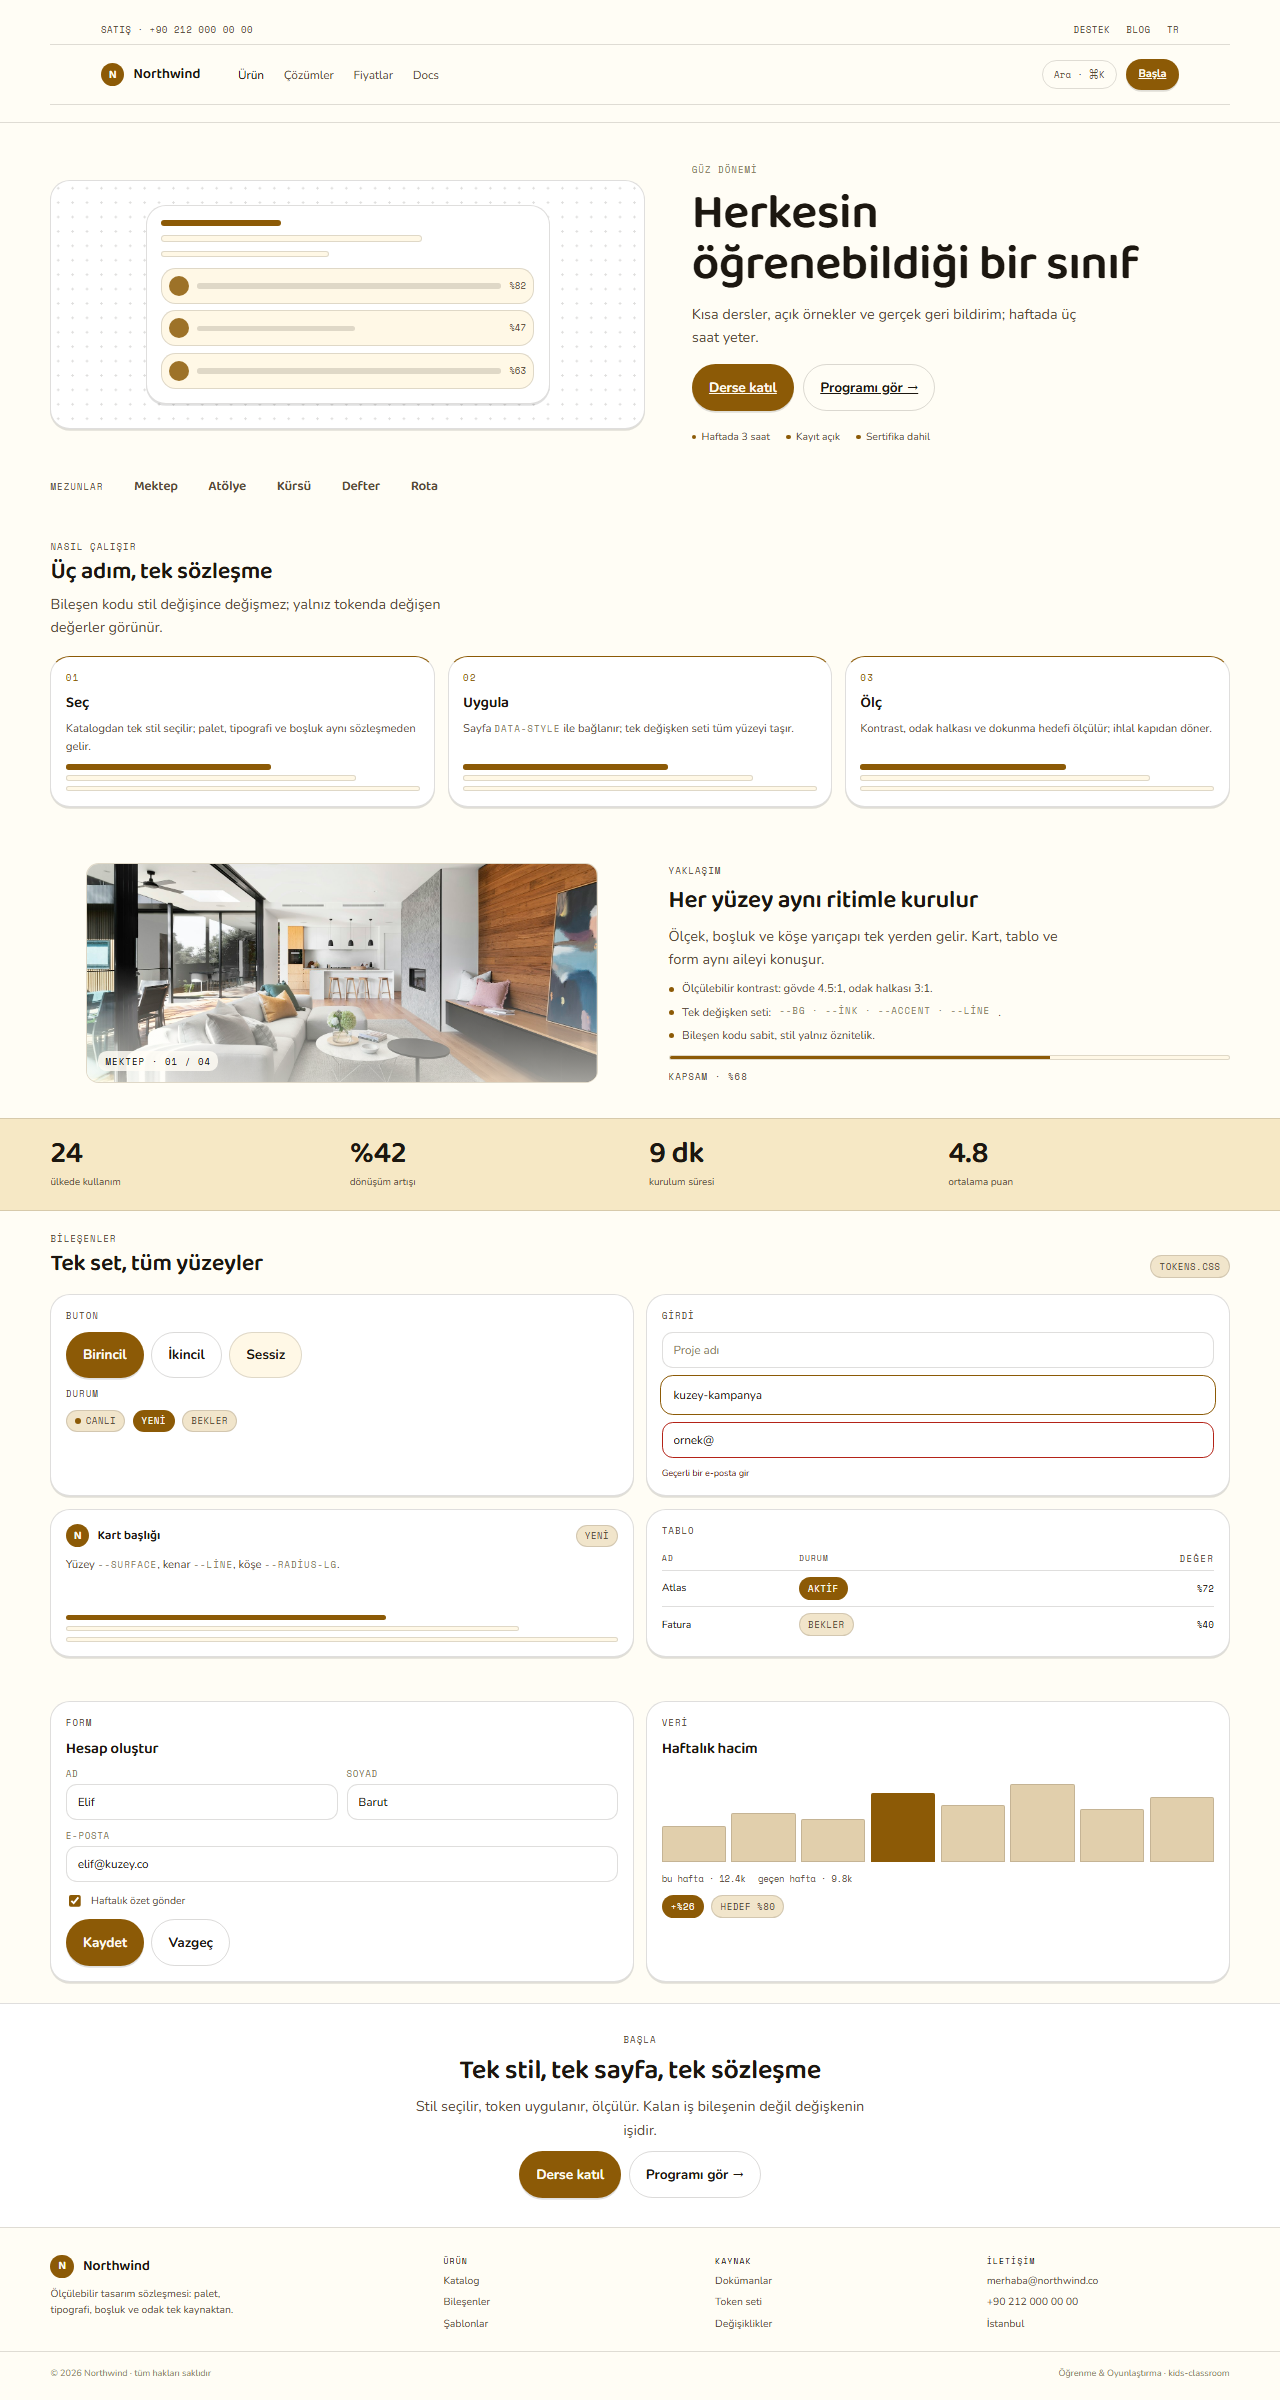 SATIŞ · +90 212 000 00 00
DESTEK BLOG TR
N Northwind Ürün Çözümler Fiyatlar Docs
Ara · ⌘K Başla
GÜZ DÖNEMİ
Herkesin
öğrenebildiği bir sınıf
Kısa dersler, açık örnekler ve gerçek geri bildirim; haftada üç
saat yeter.
Derse katıl Programı gör →
Haftada 3 saat Kayıt açık Sertifika dahil
%82
%47
%63
MEZUNLAR Mektep Atölye Kürsü Defter Rota
NASIL ÇALIŞIR
Üç adım, tek sözleşme
Bileşen kodu stil değişince değişmez; yalnız tokenda değişen
değerler görünür.
01
Seç
Katalogdan tek stil seçilir; palet, tipografi ve boşluk aynı sözleşmeden
gelir.
02
Uygula
Sayfa DATA-STYLE ile bağlanır; tek değişken seti tüm yüzeyi taşır.
03
Ölç
Kontrast, odak halkası ve dokunma hedefi ölçülür; ihlal kapıdan döner.
MEKTEP · 01 / 04
YAKLAŞIM
Her yüzey aynı ritimle kurulur
Ölçek, boşluk ve köşe yarıçapı tek yerden gelir. Kart, tablo ve
form aynı aileyi konuşur.
Ölçülebilir kontrast: gövde 4.5:1, odak halkası 3:1.
Tek değişken seti: --BG · --İNK · --ACCENT · --LİNE .
Bileşen kodu sabit, stil yalnız öznitelik.
KAPSAM · %68
24
ülkede kullanım
%42
dönüşüm artışı
9 dk
kurulum süresi
4.8
ortalama puan
BİLEŞENLER
Tek set, tüm yüzeyler
TOKENS.CSS
BUTON
Birincil İkincil Sessiz
DURUM
CANLI YENİ BEKLER
GİRDİ
Proje adı
kuzey-kampanya
ornek@
Geçerli bir e-posta gir
N Kart başlığı YENİ
Yüzey --SURFACE, kenar --LİNE, köşe --RADİUS-LG.
TABLO
AD DURUM DEĞER
Atlas AKTİF %72
Fatura BEKLER %40
FORM
Hesap oluştur
AD SOYAD
Elif Barut
E-POSTA
elif@kuzey.co
Haftalık özet gönder
Kaydet Vazgeç
VERİ
Haftalık hacim
bu hafta · 12.4k geçen hafta · 9.8k
+%26 HEDEF %80
BAŞLA
Tek stil, tek sayfa, tek sözleşme
Stil seçilir, token uygulanır, ölçülür. Kalan iş bileşenin değil değişkenin
işidir.
Derse katıl Programı gör →
N Northwind
Ölçülebilir tasarım sözleşmesi: palet,
tipografi, boşluk ve odak tek kaynaktan.
ÜRÜN
Katalog
Bileşenler
Şablonlar
KAYNAK
Dokümanlar
Token seti
Değişiklikler
İLETİŞİM
merhaba@northwind.co
+90 212 000 00 00
İstanbul
© 2026 Northwind · tüm hakları saklıdır
Öğrenme & Oyunlaştırma · kids-classroom